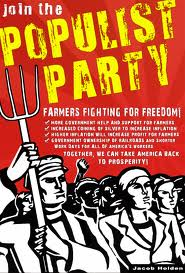 join the
POPULIST
PARTY
FARMERS FIGHTING FOR FREEDOM!
✓ MORE GOVERNMENT HELP AND SUPPORT FOR FARMERS
✓ INCREASED COINING OF SILVER TO INCREASE INFLATION
✓ HIGHER INFLATION WILL INCREASE PROFIT FOR FARMERS
✓ GOVERNMENT OWNERSHIP OF RAILROADS AND SHORTER
WORK DAYS FOR ALL OF AMERICA'S WORKERS
TOGETHER, WE CAN TAKE AMERICA BACK
TO PROSPERITY!
Jacob Holden